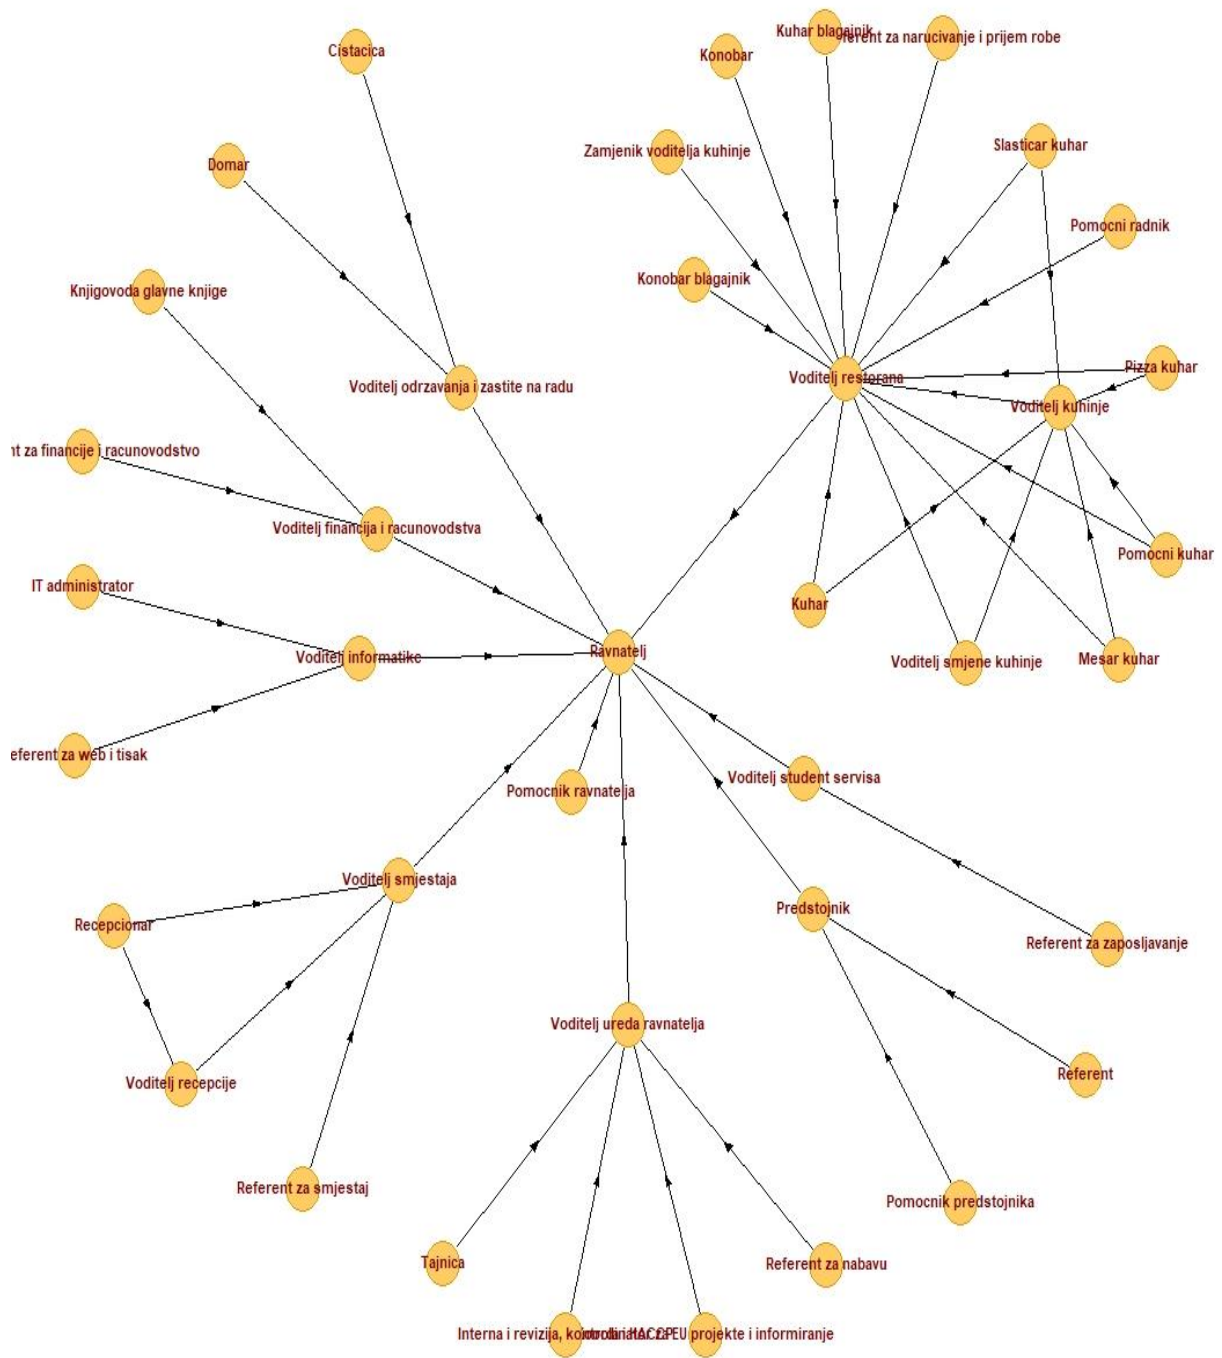 Kuhar blagajnik
ferent za narucivanje i prijem robe
Cistacica
Konobar
Zamjenik voditelja kuhinje
Slasticar kuhar
Domar
Pomocni radnik
Konobar blagajnik
Knjigovoda glavne knjige
Pizza kuhar
Voditelj restorana
Voditelj odrzavanja i zastite na radu
Voditelj kuhinje
nt za financije i racunovodstvo
Voditelj financija i racunovodstva
Pomocni kuhar
IT administrator
Kuhar
Ravnatelj
Voditelj informatike
Voditelj smjene kuhinje
Mesar kuhar
eferent za web i tisak
Voditelj student servisa
Pomocnik ravnatelja
Voditelj smjestaja
Predstojnik
Recepcionar
Referent za zaposljavanje
Voditelj ureda ravnatelja
Referent
Voditelj recepcije
Referent za smjestaj
Pomocnik predstojnika
Tajnica
Referent za nabavu
Interna i revizija, EU projekte i informiranje